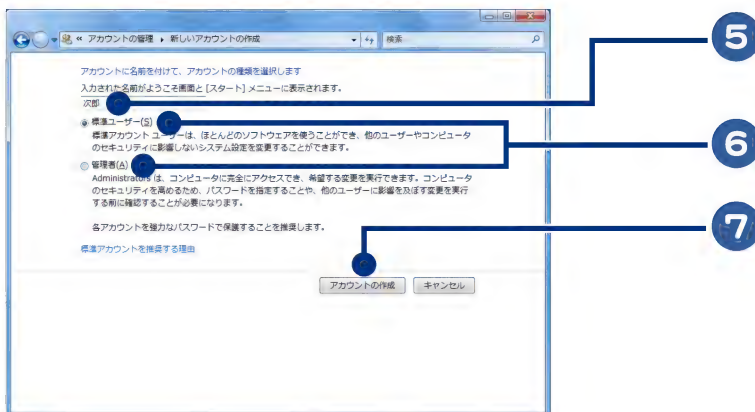 アカウントの管理 ▸ 新しいアカウントの作成
検索
アカウントに名前を付けて、アカウントの種類を選択します
入力された名前がようこそ画面と [スタート] メニューに表示されます。
次郎
標準ユーザー(S)
標準アカウント ユーザーは、ほとんどのソフトウェアを使うことができ、他のユーザーやコンピュータ
のセキュリティに影響しないシステム設定を変更することができます。
管理者(A)
Administrators は、コンピュータに完全にアクセスでき、希望する変更を実行できます。コンピュータ
のセキュリティを高めるため、パスワードを指定することや、他のユーザーに影響を及ぼす変更を実行
する前に確認することが必要になります。
各アカウントを強力なパスワードで保護することを推奨します。
標準アカウントを推奨する理由
アカウントの作成
キャンセル
5
6
7